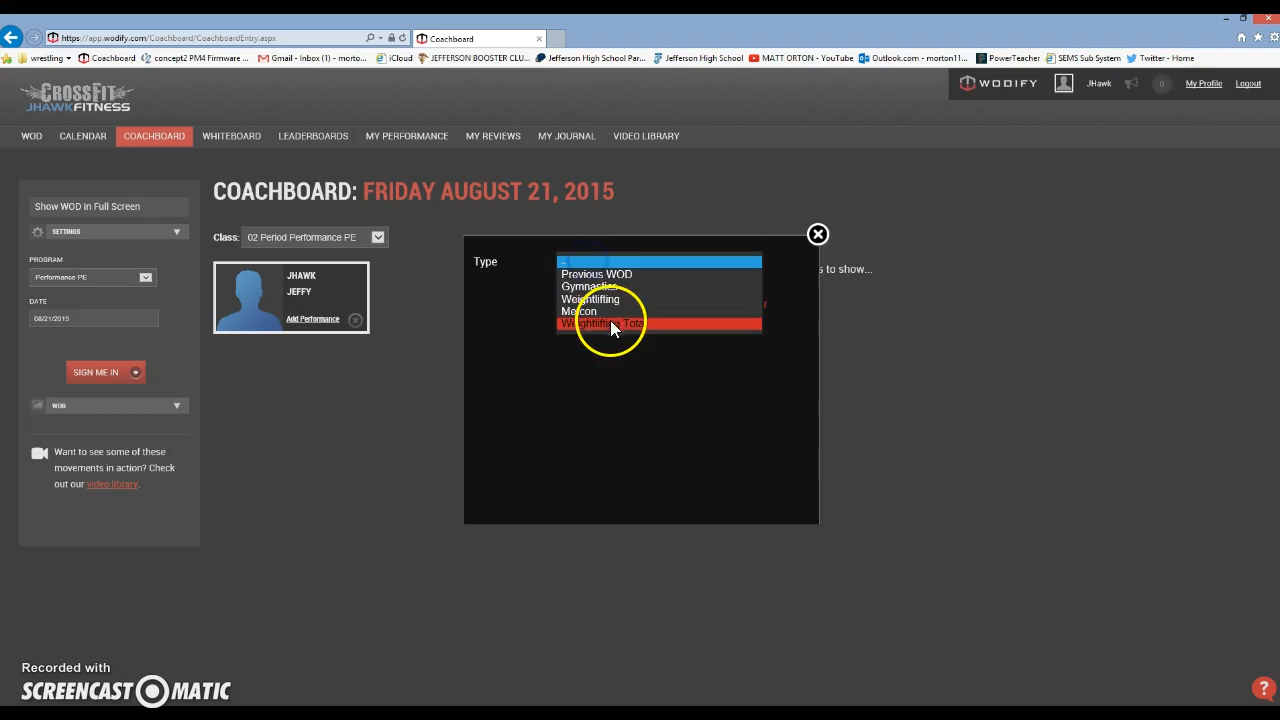 https://app.wodify.com/Coachboard/CoachboardEntry.aspx
Coachboard
wrestling
Coachboard
concept2 PM4 Firmware ...
Gmail - Inbox (1) - morto...
iCloud
JEFFERSON BOOSTER CLU...
Jefferson High School Par...
Jefferson High School
MATT ORTON - YouTube
Outlook.com - morton11...
PowerTeacher
SEMS Sub System
Twitter - Home
CROSSFIT
JHAWKFITNESS
WODIFY
JHawk
0
My Profile
Logout
WOD
CALENDAR
COACHBOARD
WHITEBOARD
LEADERBOARDS
MY PERFORMANCE
MY REVIEWS
MY JOURNAL
VIDEO LIBRARY
Show WOD in Full Screen
SETTINGS
PROGRAM
Performance PE
DATE
08/21/2015
SIGN ME IN
WOD
Want to see some of these
movements in action? Check
out our video library.
COACHBOARD: FRIDAY AUGUST 21, 2015
Class: 02 Period Performance PE
JHAWK
JEFFY
Add Performance
Type
-
Previous WOD
Gymnastics
Weightlifting
Metcon
Weightlifting Total
s to show...
r
Recorded with
SCREENCAST-O-MATIC
?